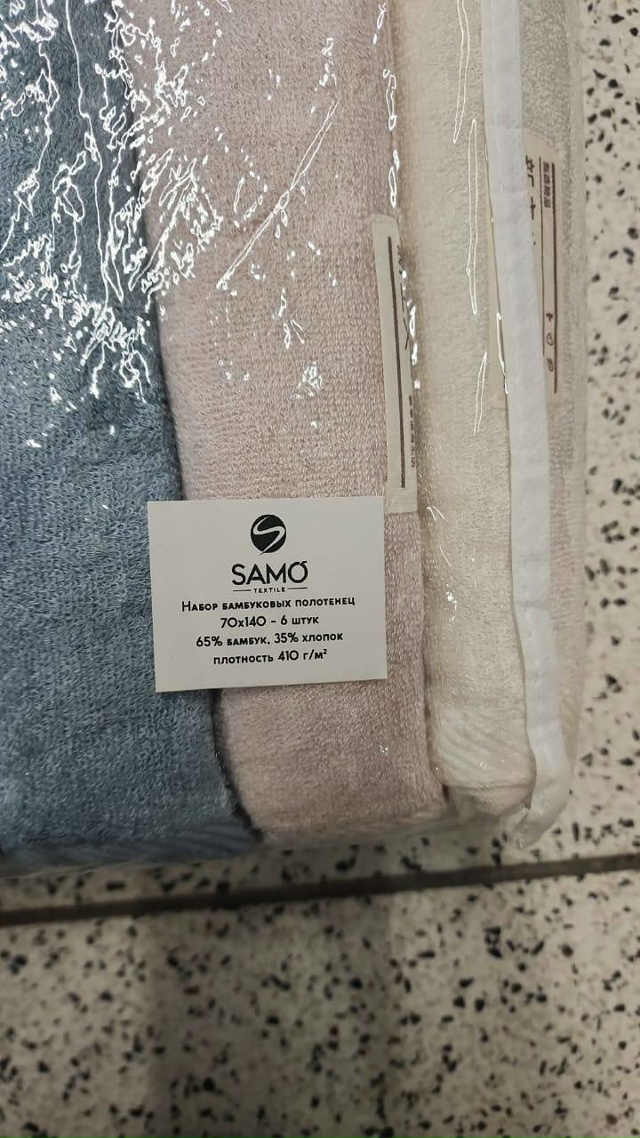 SAMO
TEXTILE
Набор бамбуковых полотенец
70x140 - 6 штук
65% бамбук, 35% хлопок
плотность 410 г/м²